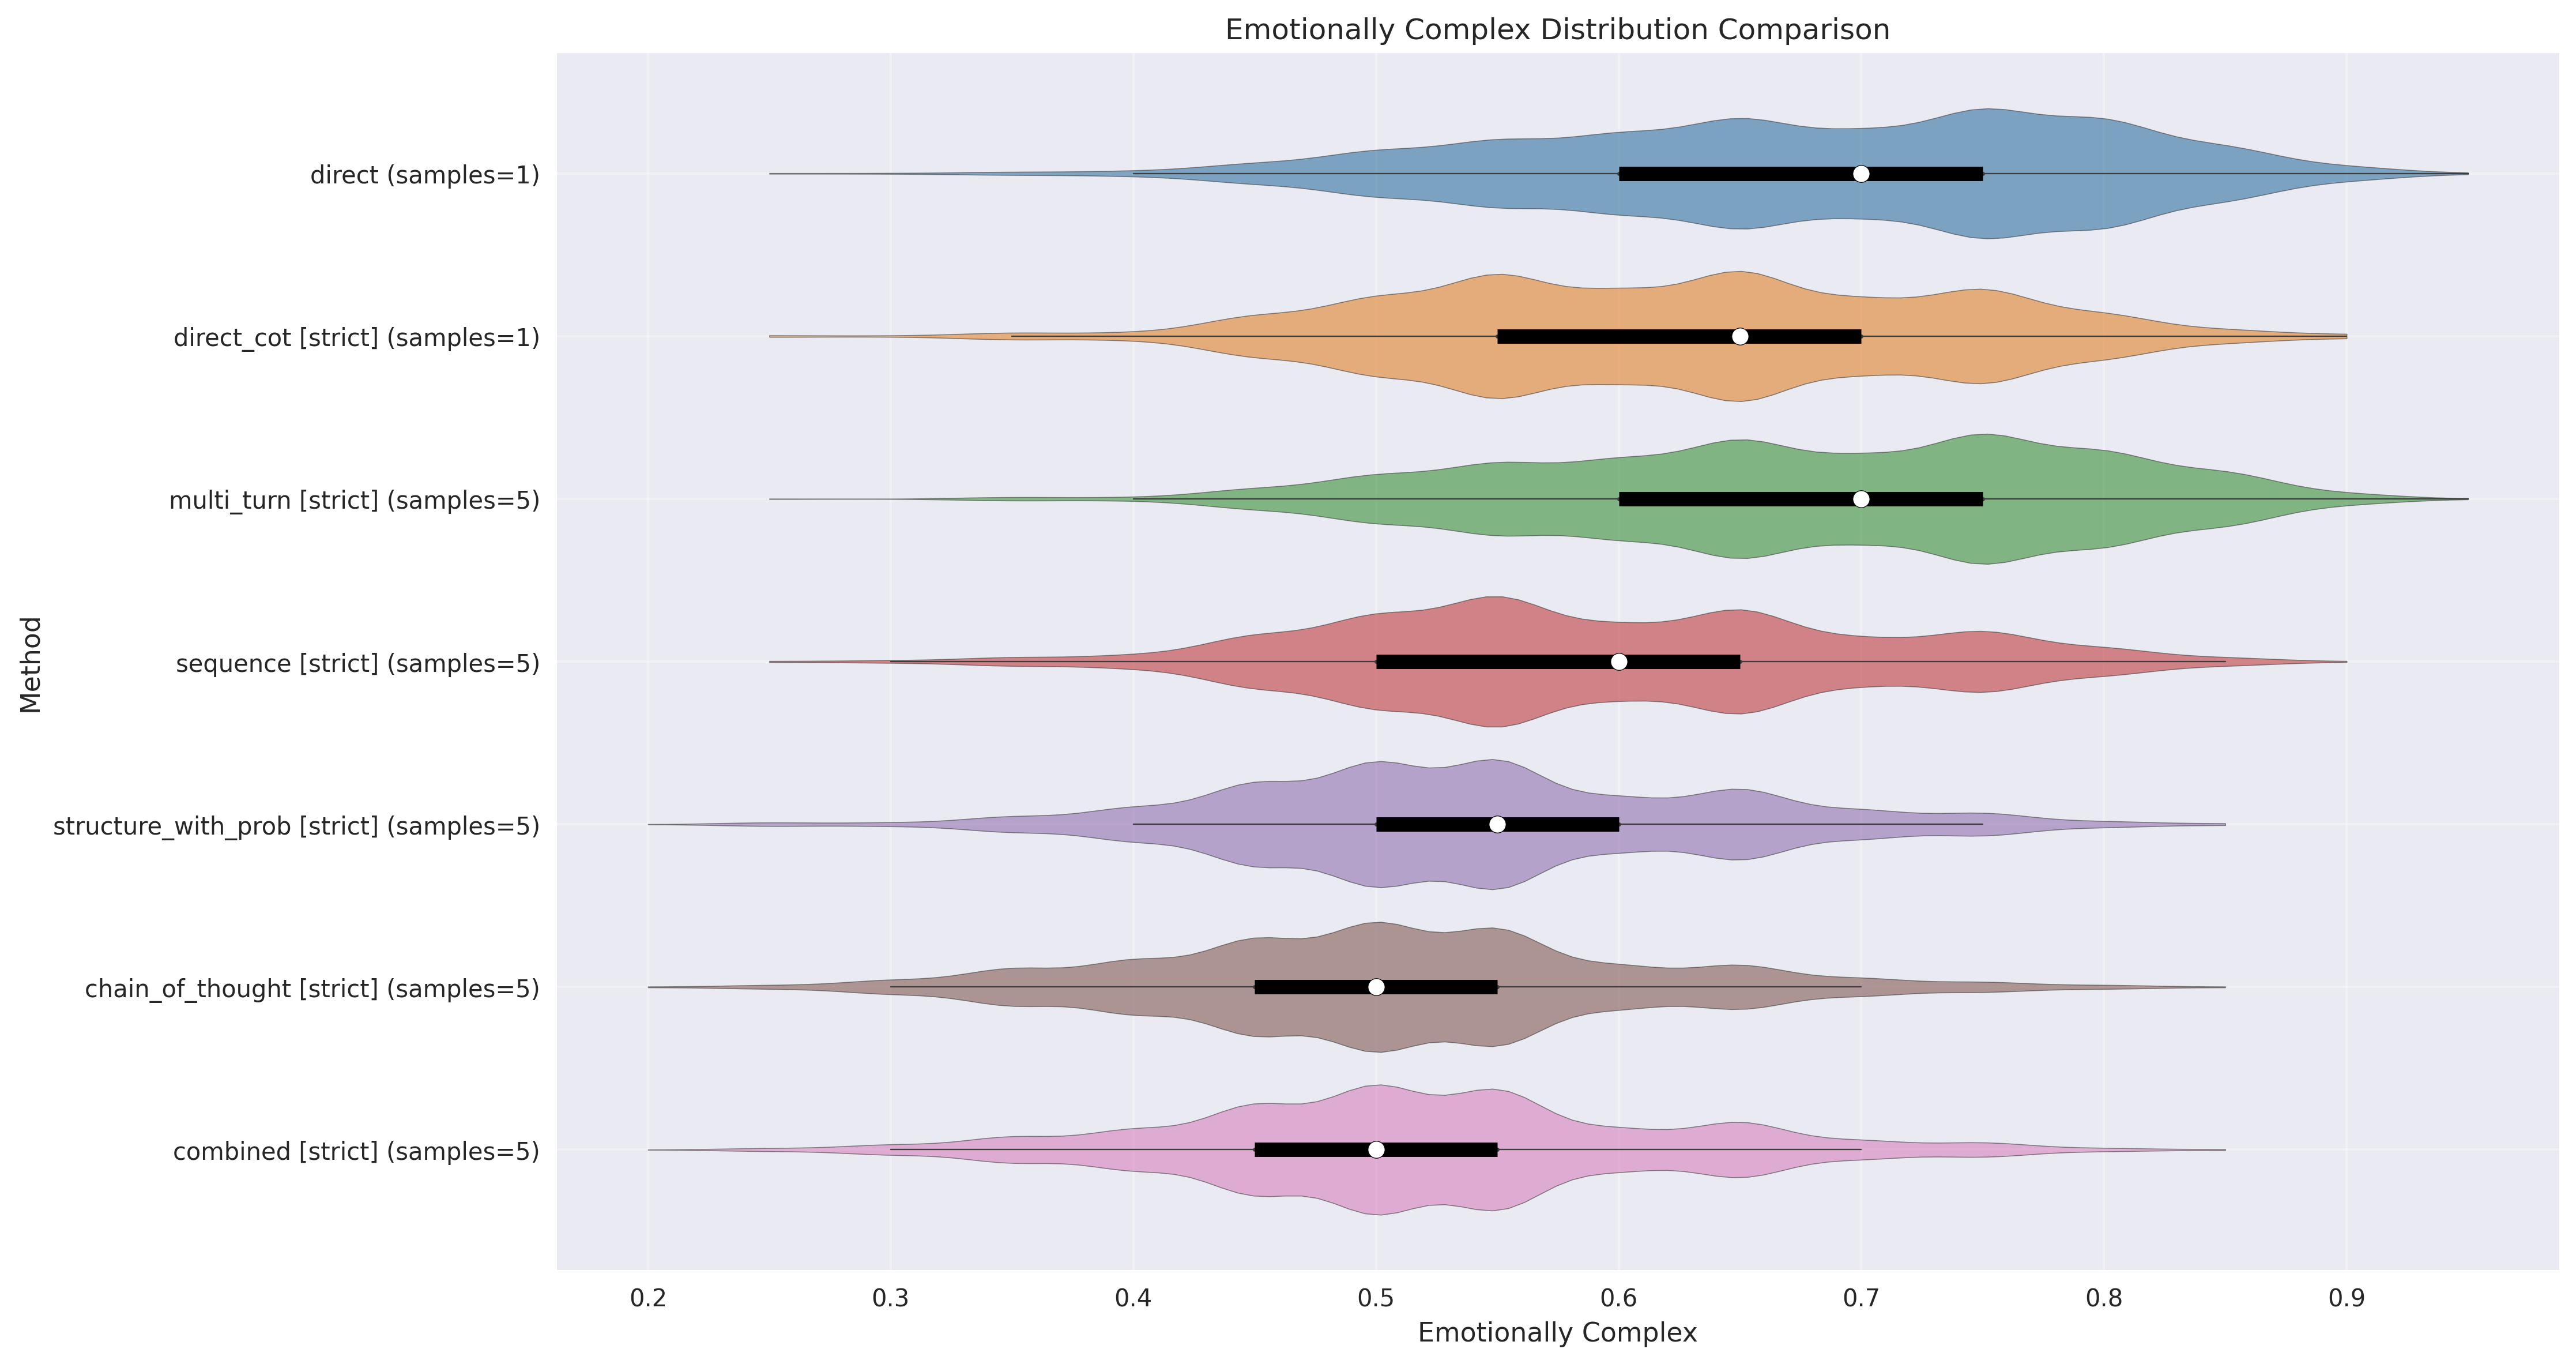 Emotionally Complex Distribution Comparison
Method
direct (samples=1)
direct_cot [strict] (samples=1)
multi_turn [strict] (samples=5)
sequence [strict] (samples=5)
structure_with_prob [strict] (samples=5)
chain_of_thought [strict] (samples=5)
combined [strict] (samples=5)
0.2 0.3 0.4 0.5 0.6 0.7 0.8 0.9
Emotionally Complex